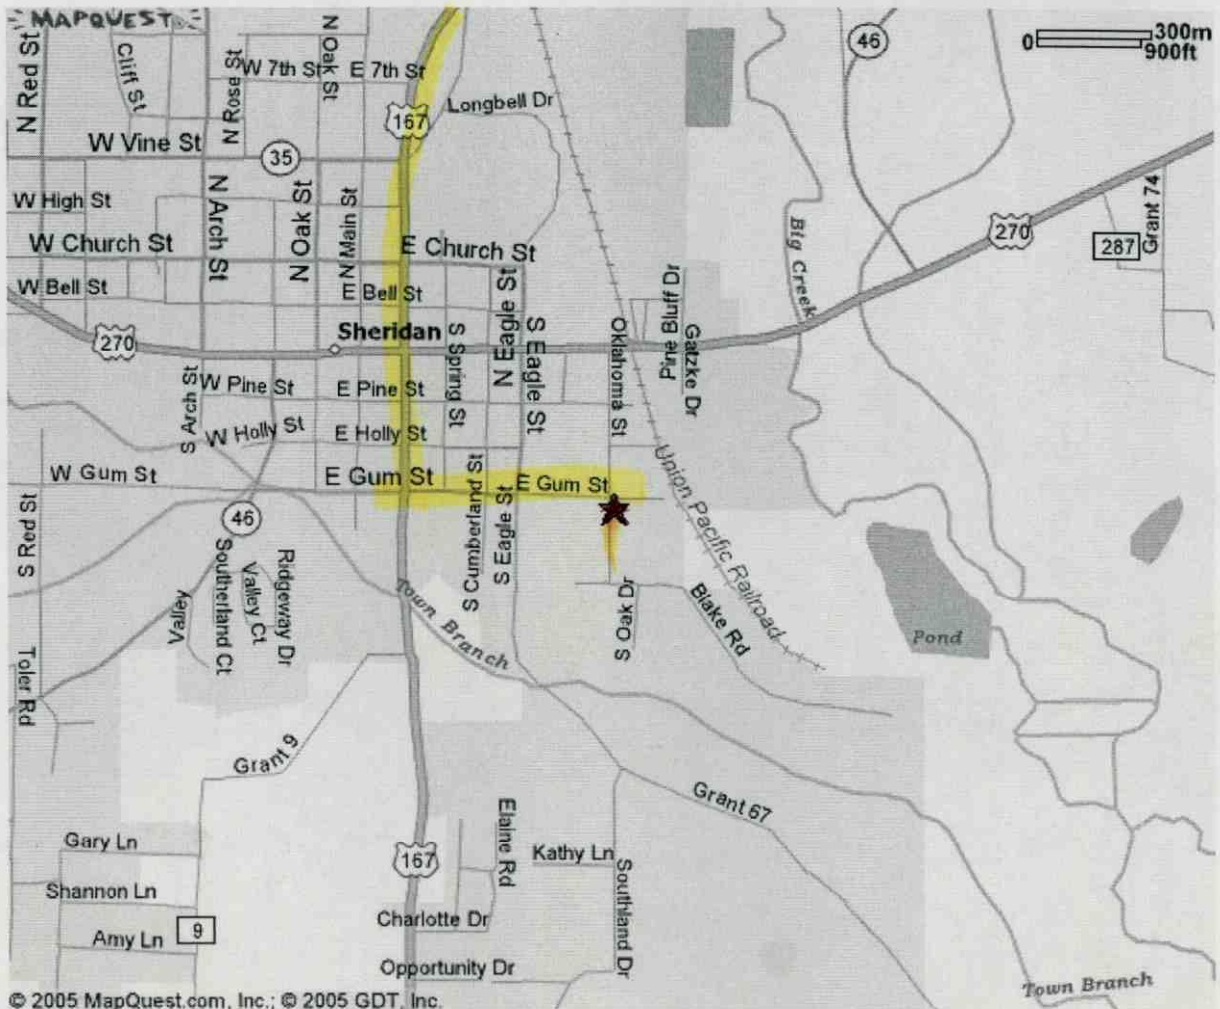 MAPQUEST
46
0
300m
900ft
N Red St
Cliff St
N Rose St
W 7th St
N Oak St
E 7th St
Longbell Dr
167
W Vine St
35
W High St
N Arch St
N Oak St
N Main St
W Church St
E Church St
Big Creek
270
287
Grant 74
W Bell St
E Bell St
N Eagle St
Pine Bluff Dr
Gatzke Dr
270
Sheridan
S Spring St
S Eagle St
Oklahoma St
S Arch St
W Pine St
E Pine St
W Holly St
E Holly St
W Gum St
E Gum St
E Gum St
Union Pacific Railroad
S Red St
46
S Cumberland St
S Eagle St
Valley
Southerland Ct
Valley Ct
Ridgeway Dr
Town Branch
S Oak Dr
Blake Rd
Pond
Toler Rd
Grant 9
Grant 67
Gary Ln
167
Elaine Rd
Kathy Ln
Southland Dr
Shannon Ln
Charlotte Dr
Amy Ln
9
Opportunity Dr
Town Branch
© 2005 MapQuest.com, Inc.; © 2005 GDT, Inc.